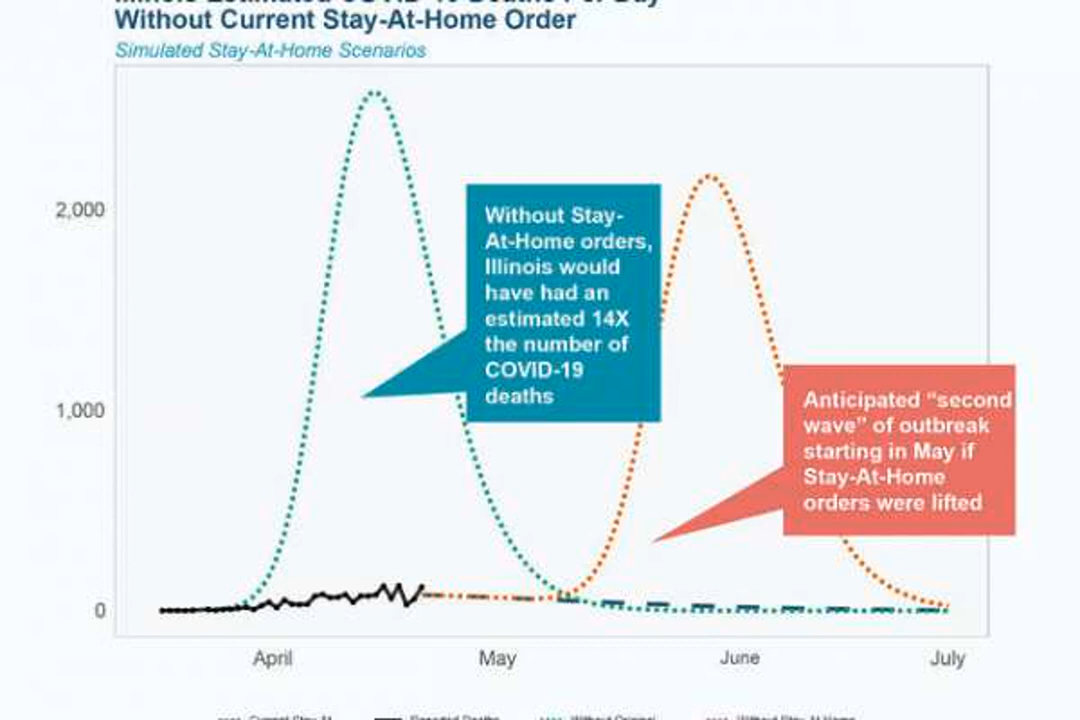 Without Current Stay-At-Home Order
Simulated Stay-At-Home Scenarios
2,000
1,000
0
Without Stay-
At-Home orders,
Illinois would
have had an
estimated 14X
the number of
COVID-19
deaths
Anticipated “second
wave” of outbreak
starting in May if
Stay-At-Home
orders were lifted
April
May
June
July